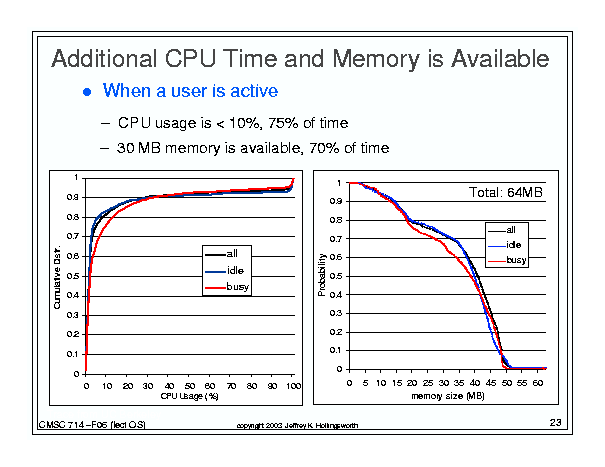 Additional CPU Time and Memory is Available
● When a user is active
– CPU usage is < 10%, 75% of time
– 30 MB memory is available, 70% of time
1
0.9
0.8
0.7
0.6
0.5
0.4
0.3
0.2
0.1
0
Cumulative Distr.
all
idle
busy
0 10 20 30 40 50 60 70 80 90 100
CPU Usage (%)
1
0.9
0.8
0.7
0.6
0.5
0.4
0.3
0.2
0.1
0
Probability
Total: 64MB
all
idle
busy
0 5 10 15 20 25 30 35 40 45 50 55 60
memory size (MB)
CMSC 714 –F06 (lect OS)
copyright 2003 Jeffrey K. Hollingsworth
23